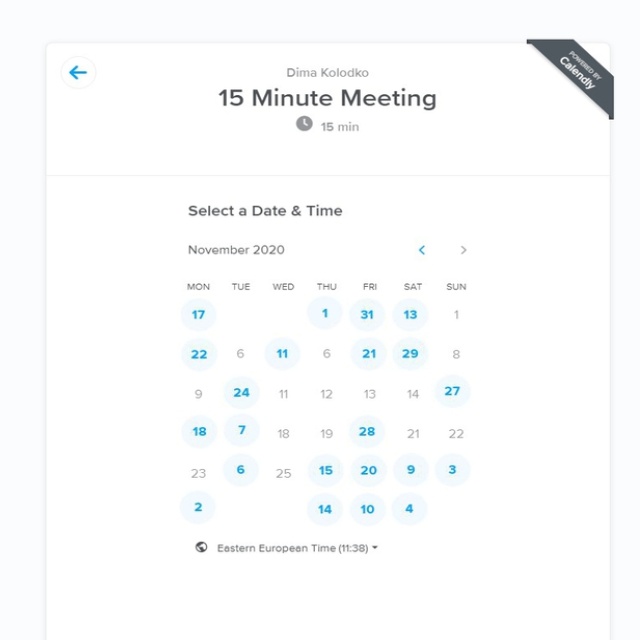 Dima Kolodko
POWERED BY
Calendly
15 Minute Meeting
15 min
Select a Date & Time
November 2020
MON TUE WED THU FRI SAT SUN
17 1 31 13 1
22 6 11 6 21 29 8
9 24 11 12 13 14 27
18 7 18 19 28 21 22
23 6 25 15 20 9 3
2 14 10 4
Eastern European Time (11:38)